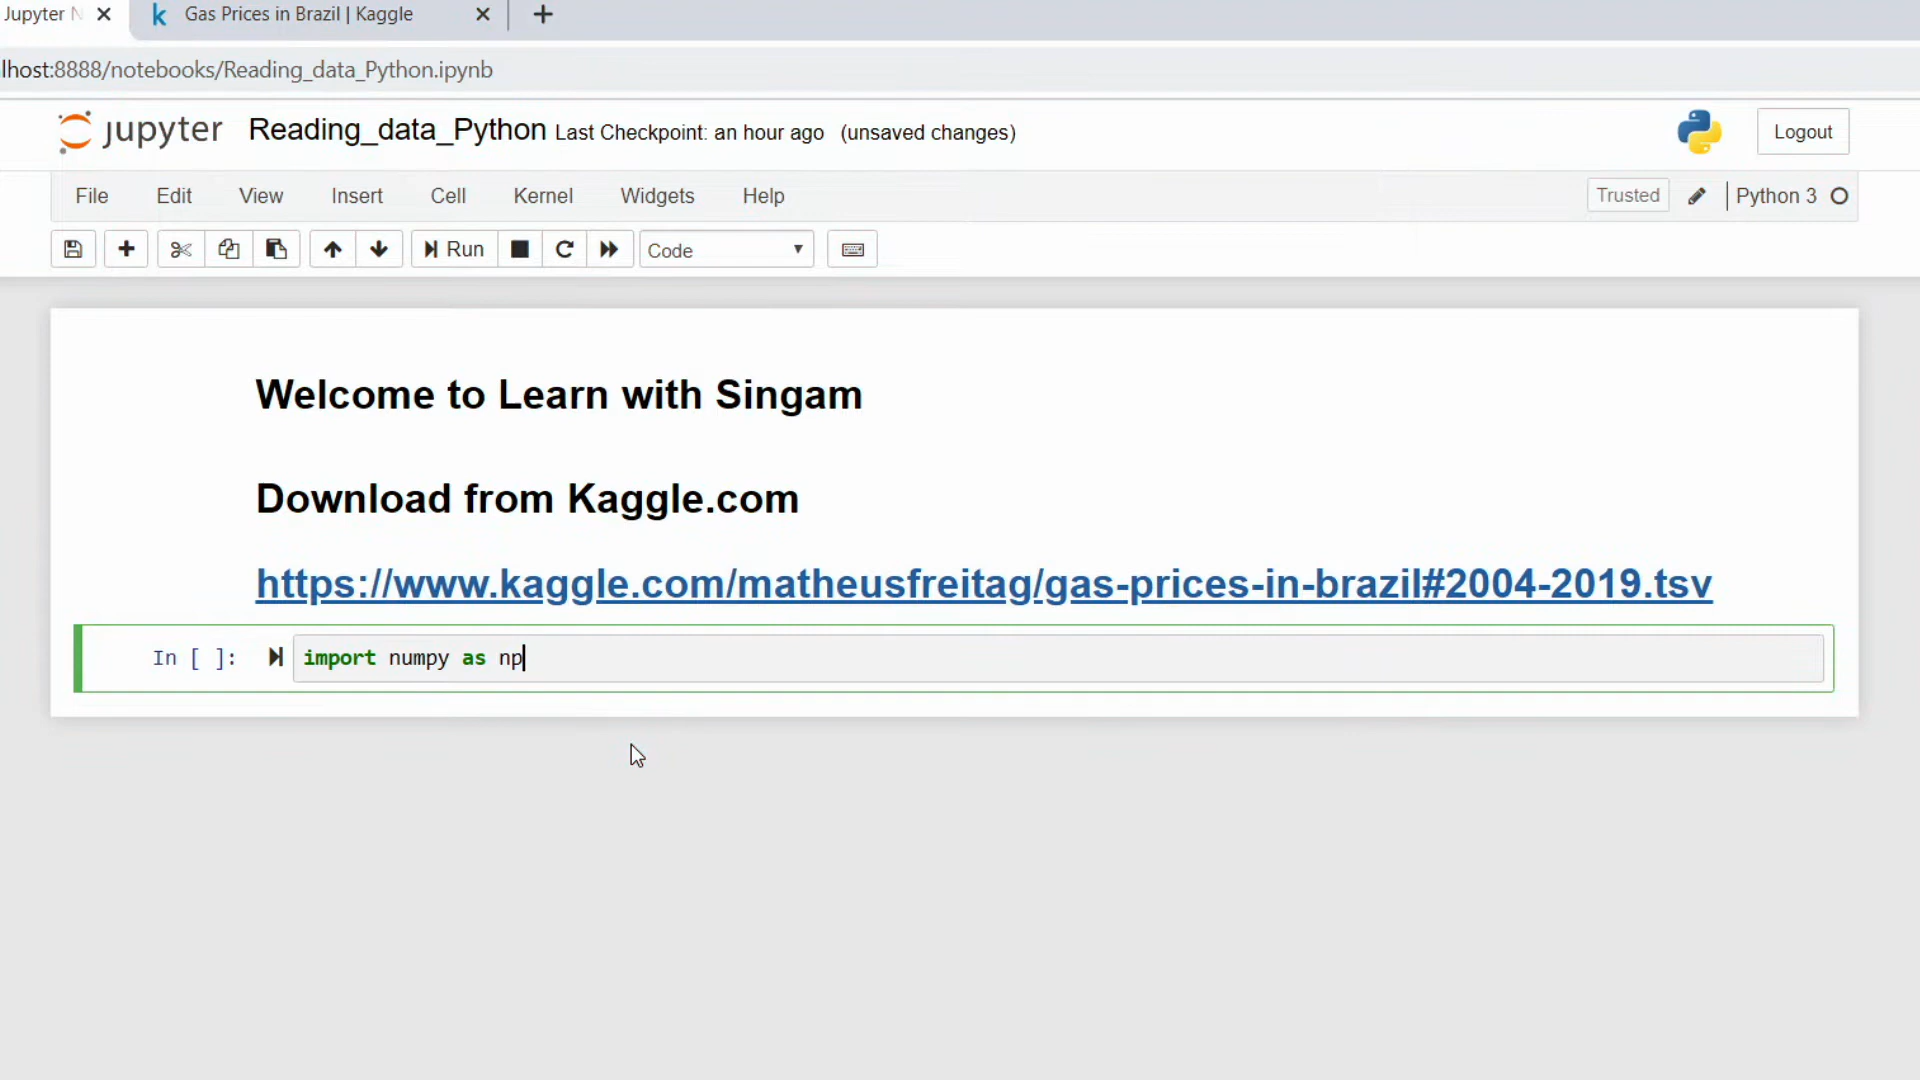 Jupyter N
Gas Prices in Brazil | Kaggle
lhost:8888/notebooks/Reading_data_Python.ipynb
jupyter Reading_data_Python Last Checkpoint: an hour ago (unsaved changes)
Logout
File Edit View Insert Cell Kernel Widgets Help
Trusted
Python 3
Run
Code
Welcome to Learn with Singam
Download from Kaggle.com
https://www.kaggle.com/matheusfreitag/gas-prices-in-brazil#2004-2019.tsv
In [ ]: import numpy as np